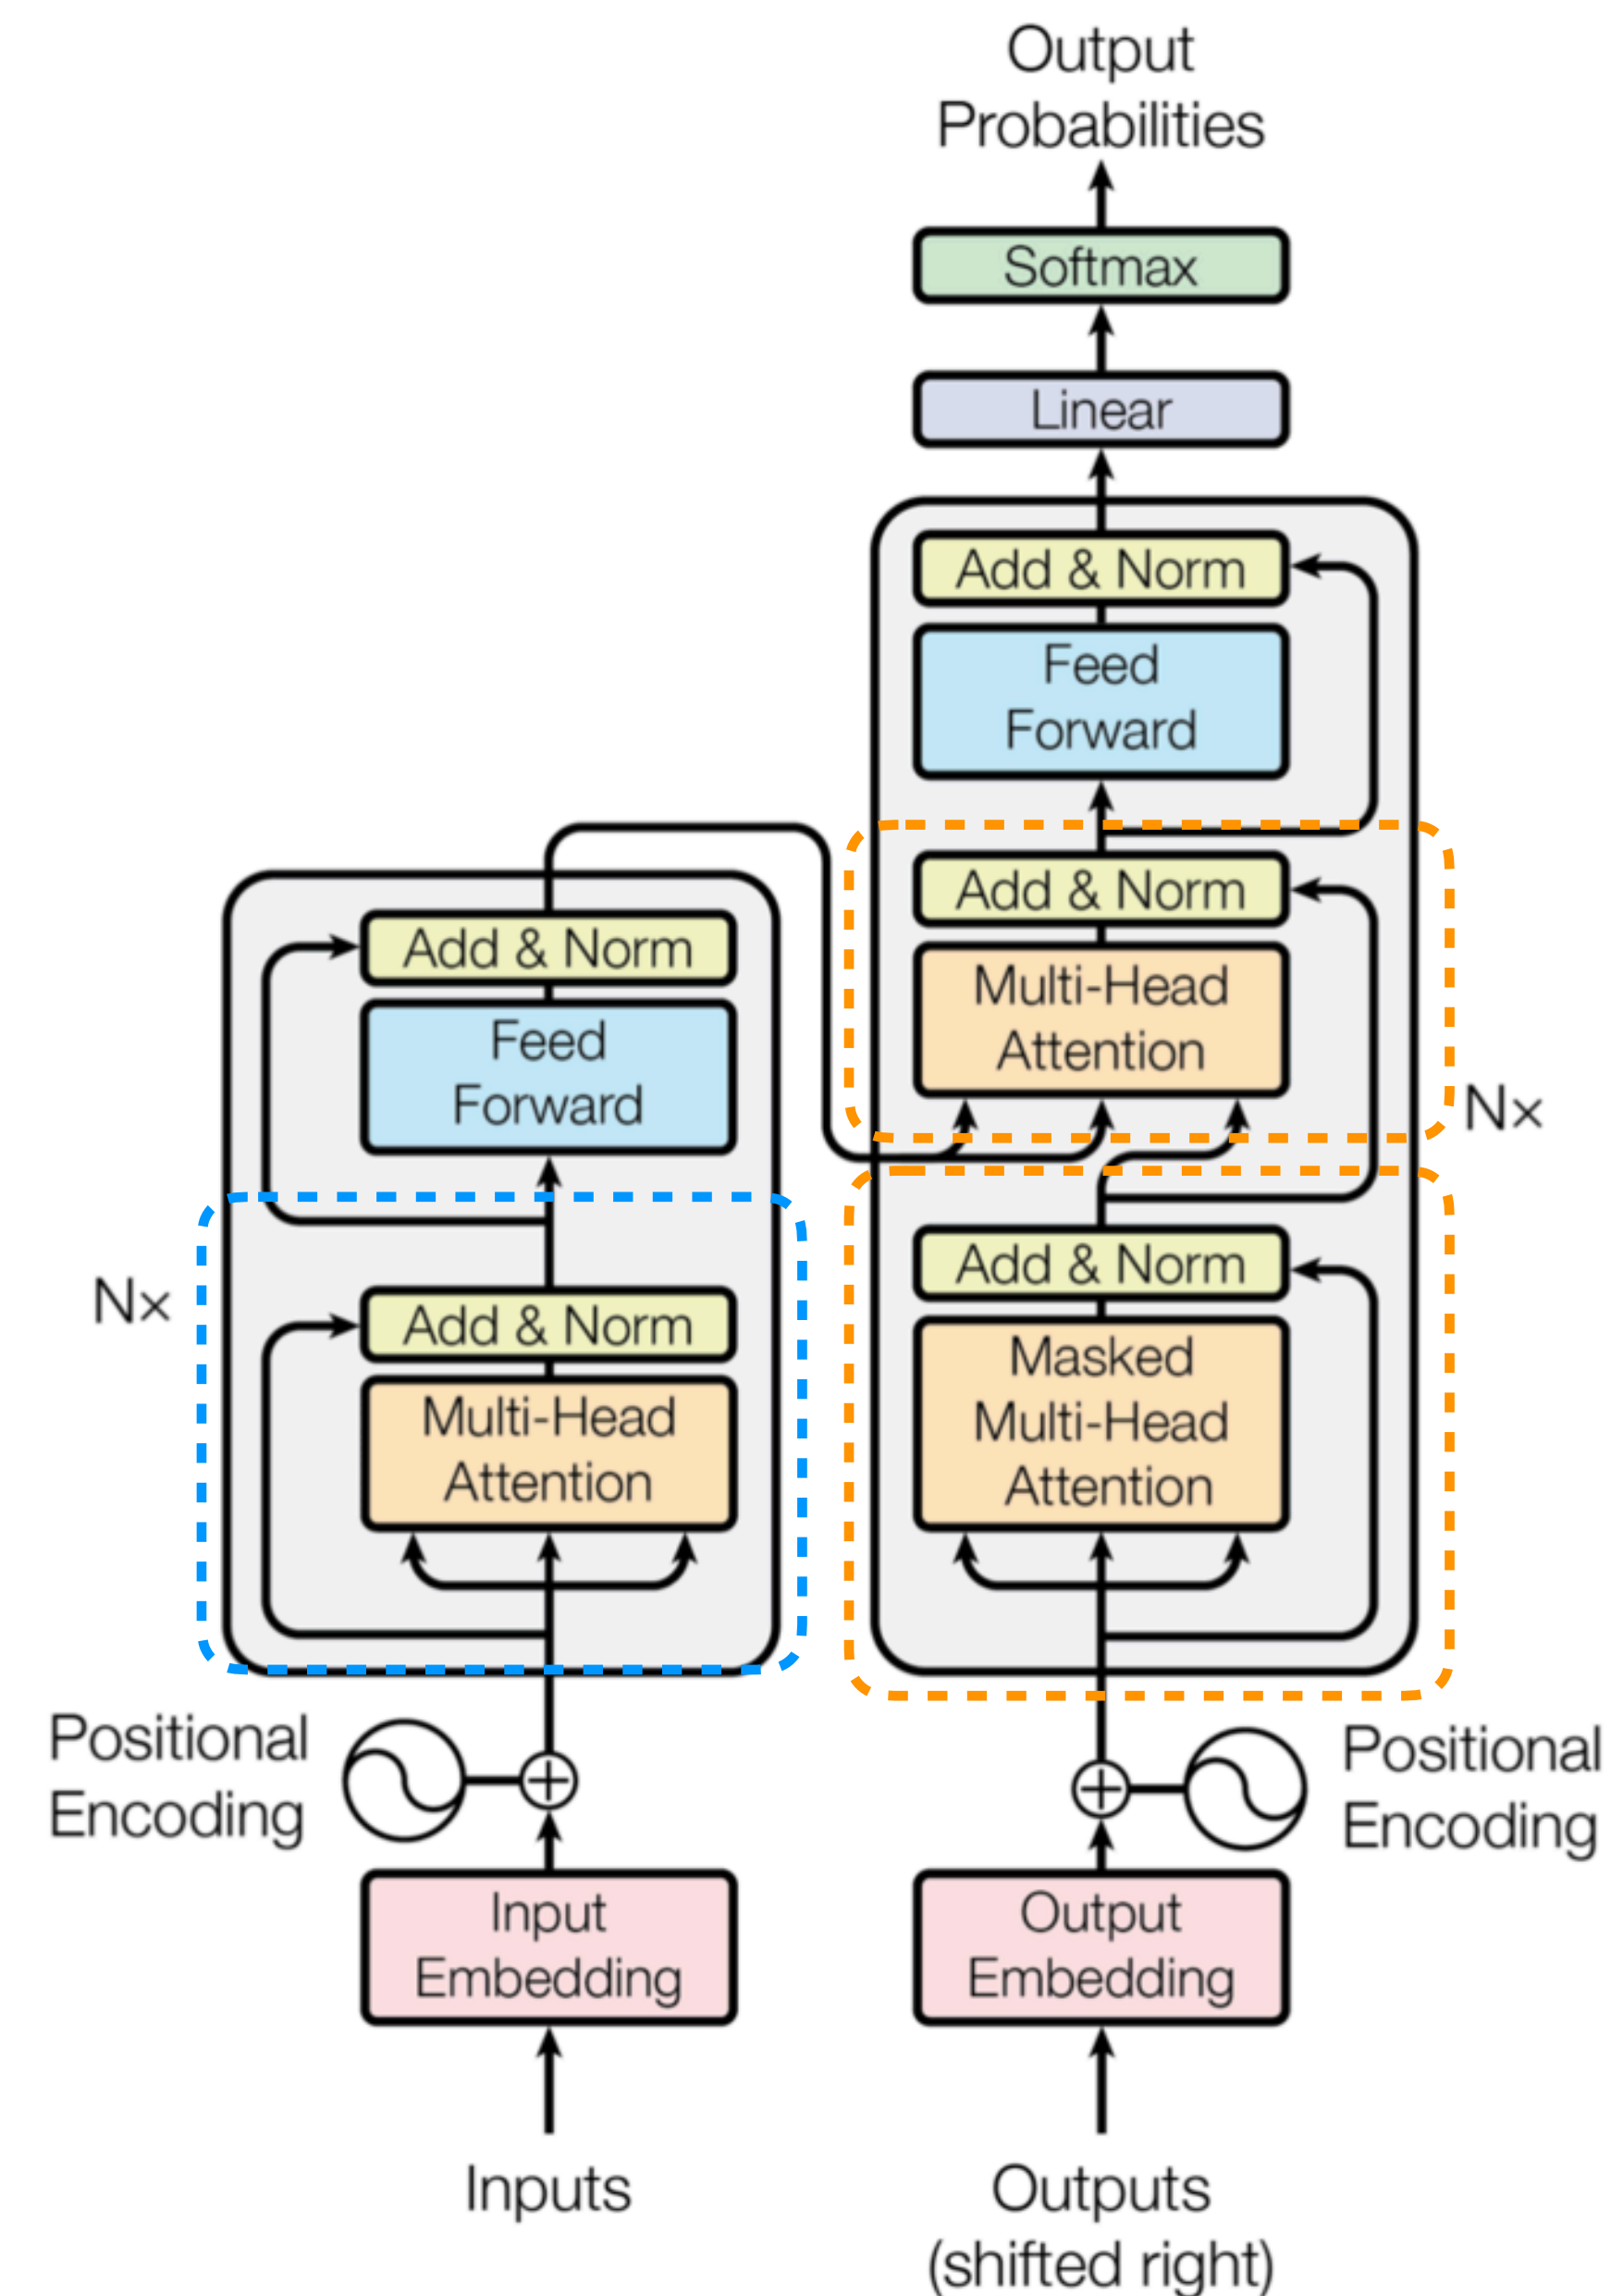 Output
Probabilities
Softmax
Linear
Add & Norm
Feed
Forward
Add & Norm
Multi-Head
Attention
N×
Add & Norm
Masked
Multi-Head
Attention
Add & Norm
Feed
Forward
N×
Add & Norm
Multi-Head
Attention
Positional
Encoding
Positional
Encoding
Input
Embedding
Output
Embedding
Inputs
Outputs
(shifted right)